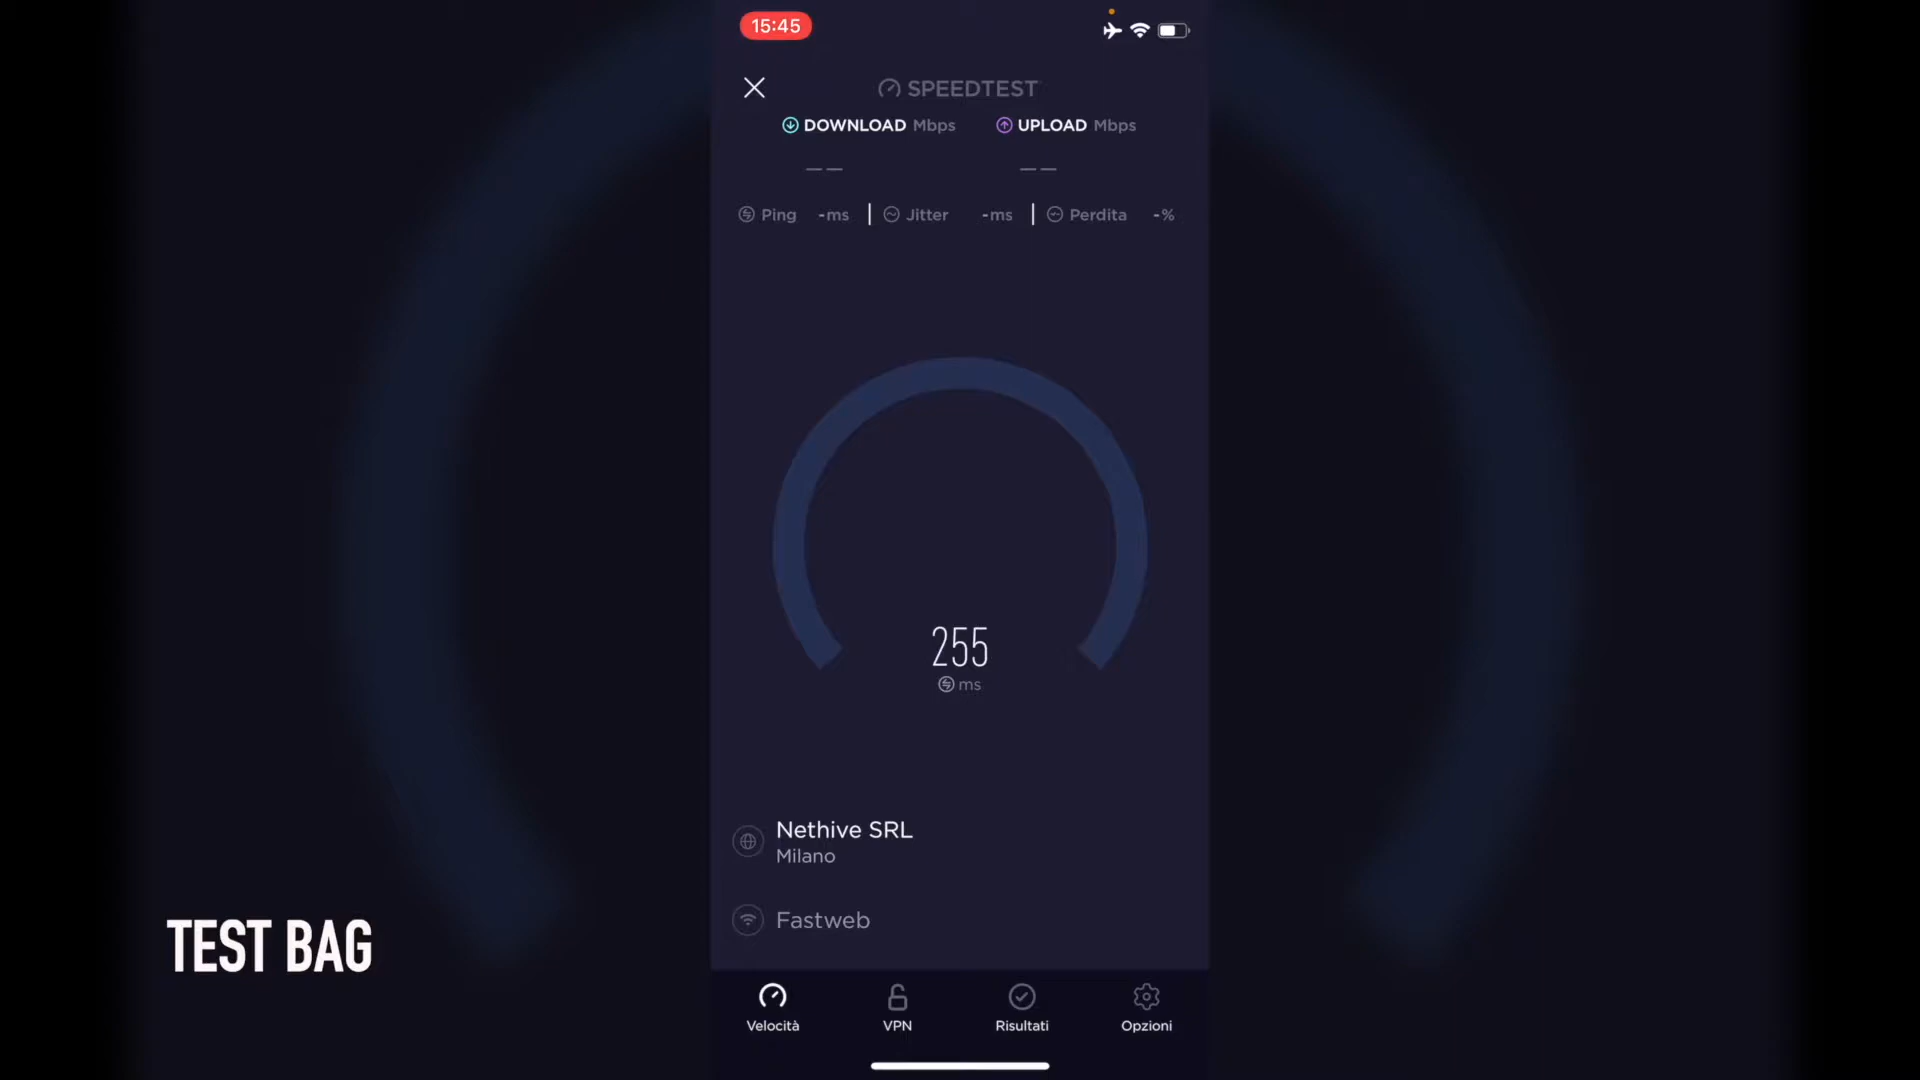 15:45
SPEEDTEST
DOWNLOAD Mbps
UPLOAD Mbps
— —
— —
Ping -ms
Jitter -ms
Perdita -%
255
ms
Nethive SRL
Milano
Fastweb
TEST BAG
Velocità
VPN
Risultati
Opzioni